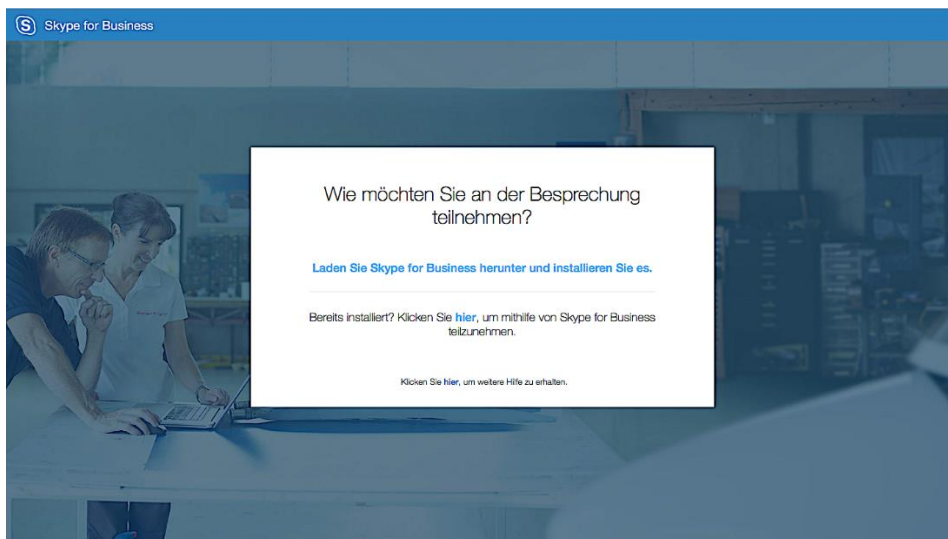 Skype for Business
Wie möchten Sie an der Besprechung
teilnehmen?
Laden Sie Skype for Business herunter und installieren Sie es.
Bereits installiert? Klicken Sie hier, um mithilfe von Skype for Business
teilzunehmen.
Klicken Sie hier, um weitere Hilfe zu erhalten.